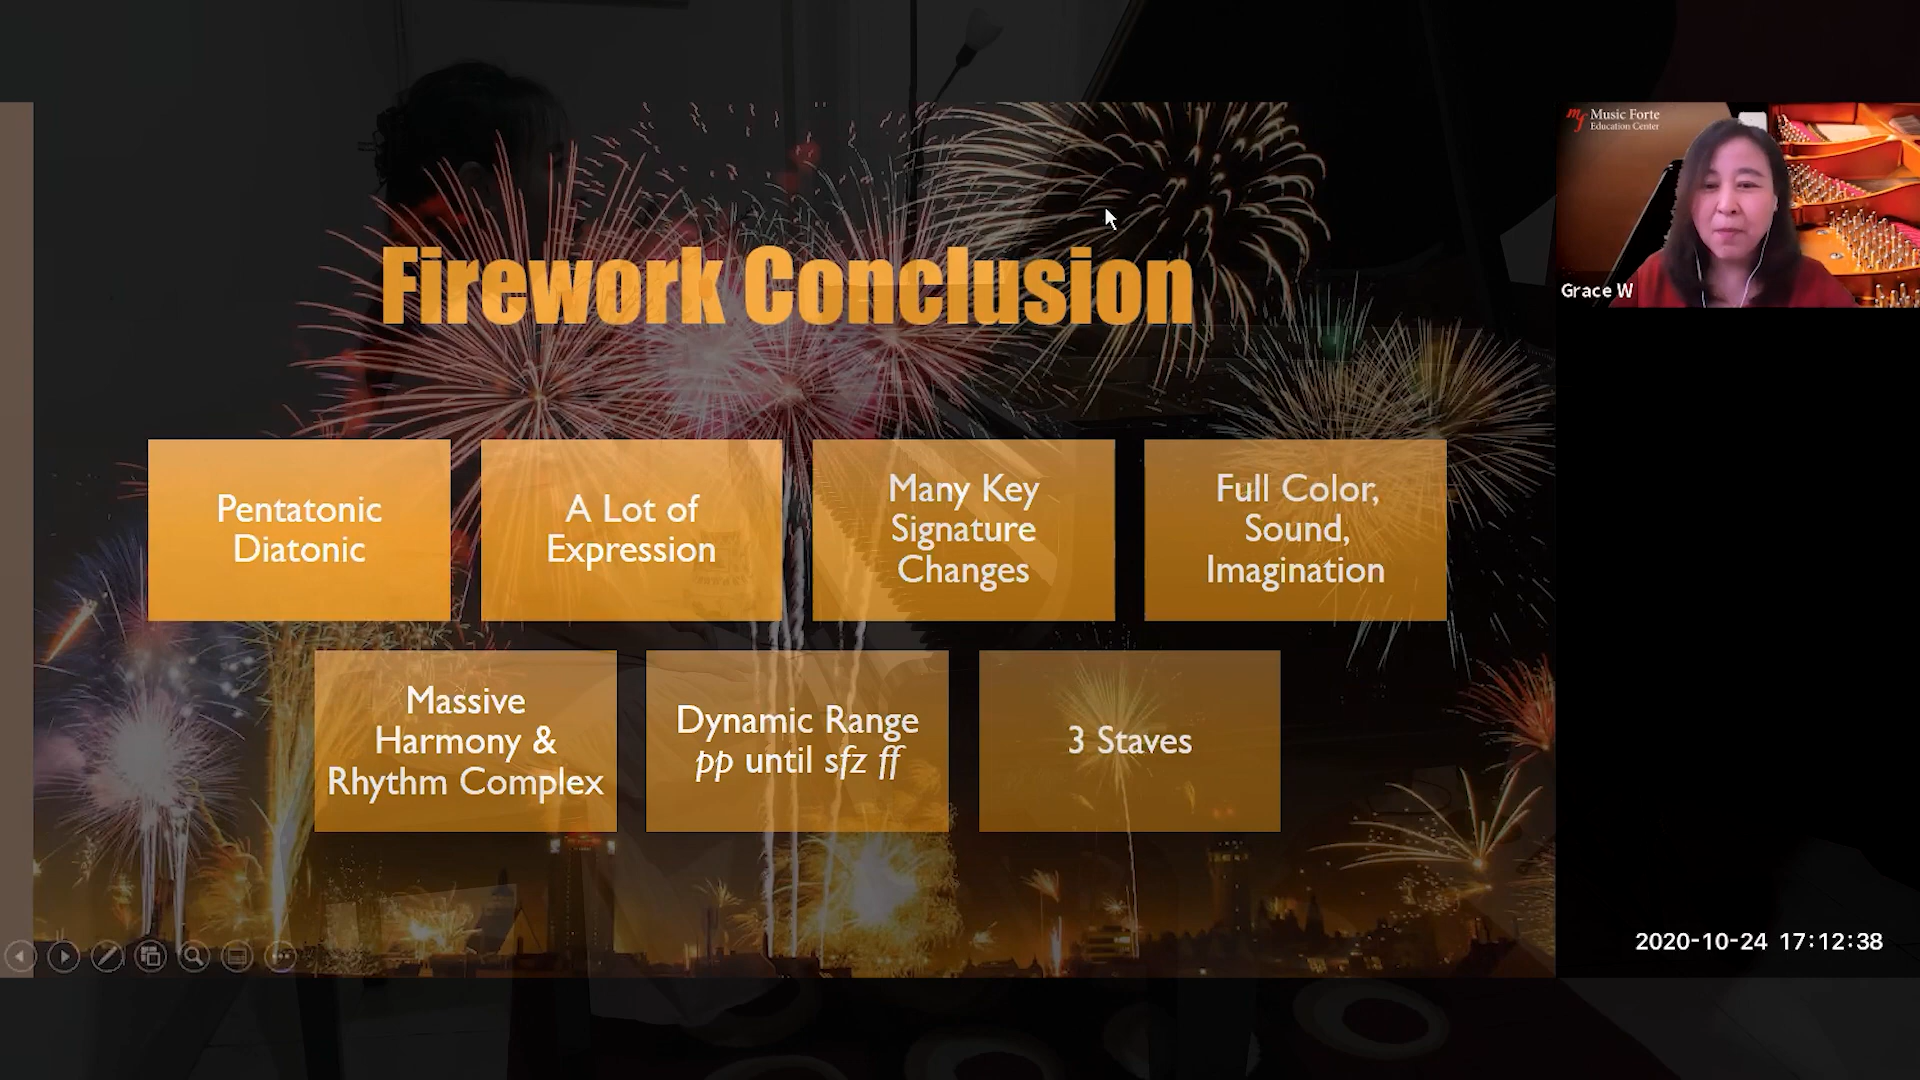 Music Forte
Education Center
Grace W
Firework Conclusion
Pentatonic
Diatonic
A Lot of
Expression
Many Key
Signature
Changes
Full Color,
Sound,
Imagination
Massive
Harmony &
Rhythm Complex
Dynamic Range
pp until sfz ff
3 Staves
2020-10-24 17:12:38